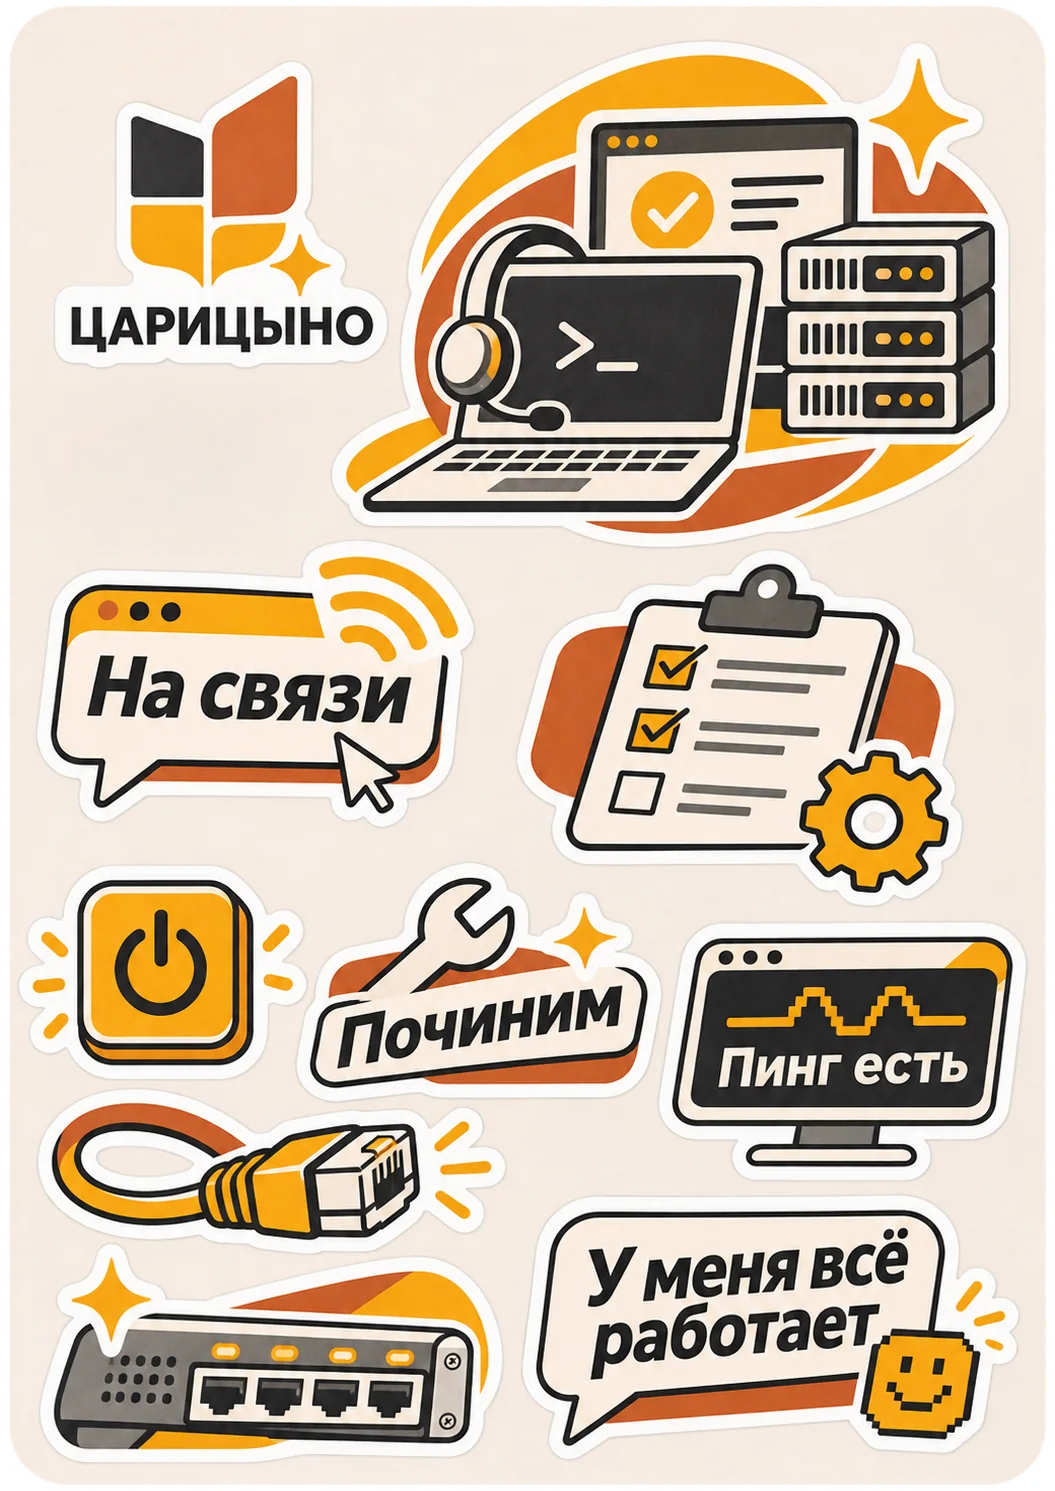 ЦАРИЦЫНО
>_
На связи
Починим
Пинг есть
У меня всё
работает